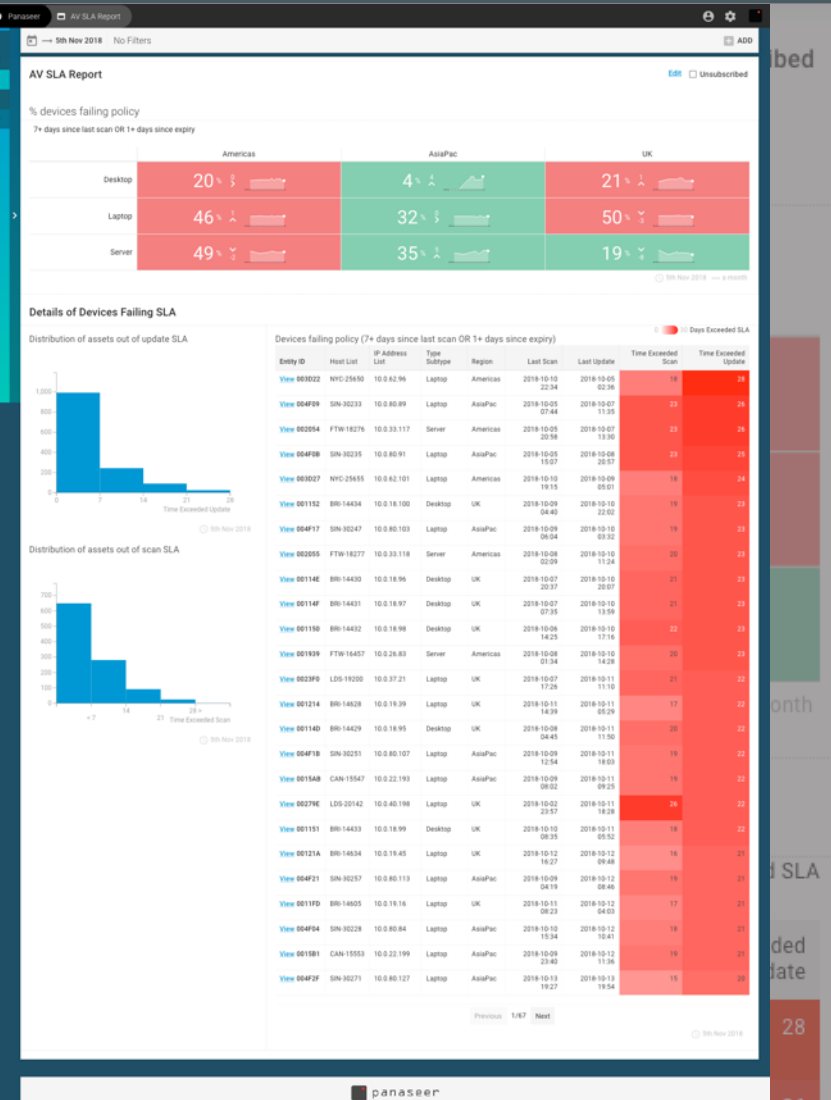 Panaseer AV SLA Report
5th Nov 2018 No Filters ADD
AV SLA Report Edit Unsubscribed
% devices failing policy
7+ days since last scan OR 1+ days since expiry
Americas AsiaPac UK
Desktop 20 % 4 % 21 %
Laptop 46 % 32 % 50 %
Server 49 % 35 % 19 %
5th Nov 2018 a month
Details of Devices Failing SLA
Days Exceeded SLA
Distribution of assets out of update SLA
1,000
800
600
400
200
0
0 7 14 21 28
Time Exceeded Update
5th Nov 2018
Distribution of assets out of scan SLA
700
600
500
400
300
200
100
0
< 7 14 21 28 >
Time Exceeded Scan
5th Nov 2018
Devices failing policy (7+ days since last scan OR 1+ days since expiry)
Entity ID Host List IP Address List Type Subtype Region Last Scan Last Update Time Exceeded Scan Time Exceeded Update
View 003D22 NYC-25650 10.0.62.96 Laptop Americas 2018-10-10 22:34 2018-10-05 02:36 18 28
View 004F09 SIN-30233 10.0.80.89 Laptop AsiaPac 2018-10-05 07:44 2018-10-07 11:35 23 26
View 002054 FTW-18276 10.0.33.117 Server Americas 2018-10-05 20:58 2018-10-07 13:30 23 26
View 004F0B SIN-30235 10.0.80.91 Laptop AsiaPac 2018-10-05 15:07 2018-10-08 20:57 23 25
View 003D27 NYC-25655 10.0.62.101 Laptop Americas 2018-10-10 19:15 2018-10-09 05:01 18 24
View 001152 BRI-14434 10.0.18.100 Desktop UK 2018-10-09 04:40 2018-10-10 22:02 19 23
View 004F17 SIN-30247 10.0.80.103 Laptop AsiaPac 2018-10-09 06:04 2018-10-10 03:32 19 23
View 002055 FTW-18277 10.0.33.118 Server Americas 2018-10-08 02:09 2018-10-10 11:24 20 23
View 00114E BRI-14430 10.0.18.96 Desktop UK 2018-10-07 20:37 2018-10-10 20:07 21 23
View 00114F BRI-14431 10.0.18.97 Desktop UK 2018-10-07 07:35 2018-10-10 13:59 21 23
View 001150 BRI-14432 10.0.18.98 Desktop UK 2018-10-06 14:25 2018-10-10 17:16 22 23
View 001939 FTW-16457 10.0.26.83 Server Americas 2018-10-08 01:34 2018-10-10 14:28 20 23
View 0023F0 LDS-19200 10.0.37.21 Laptop UK 2018-10-07 17:26 2018-10-11 11:10 21 22
View 001214 BRI-14628 10.0.19.39 Laptop UK 2018-10-11 14:39 2018-10-11 05:29 17 22
View 00114D BRI-14429 10.0.18.95 Desktop UK 2018-10-08 04:45 2018-10-11 11:50 20 22
View 004F1B SIN-30251 10.0.80.107 Laptop AsiaPac 2018-10-09 12:54 2018-10-11 18:03 19 22
View 0015AB CAN-15547 10.0.22.193 Laptop AsiaPac 2018-10-09 08:02 2018-10-11 09:25 19 22
View 00279E LDS-20142 10.0.40.198 Laptop UK 2018-10-02 23:57 2018-10-11 18:28 26 22
View 001151 BRI-14433 10.0.18.99 Desktop UK 2018-10-10 08:35 2018-10-11 05:52 18 22
View 00121A BRI-14634 10.0.19.45 Laptop UK 2018-10-12 16:27 2018-10-12 09:48 16 21
View 004F21 SIN-30257 10.0.80.113 Laptop AsiaPac 2018-10-09 04:19 2018-10-12 08:46 19 21
View 0011FD BRI-14605 10.0.19.16 Laptop UK 2018-10-11 08:23 2018-10-12 04:03 17 21
View 004F04 SIN-30228 10.0.80.84 Laptop AsiaPac 2018-10-10 15:34 2018-10-12 10:41 18 21
View 0015B1 CAN-15553 10.0.22.199 Laptop AsiaPac 2018-10-09 23:40 2018-10-12 11:36 19 21
View 004F2F SIN-30271 10.0.80.127 Laptop AsiaPac 2018-10-13 19:27 2018-10-13 19:54 15 20
Previous 1/67 Next
5th Nov 2018
panaseer
ibed
onth
d SLA
ded
date
28